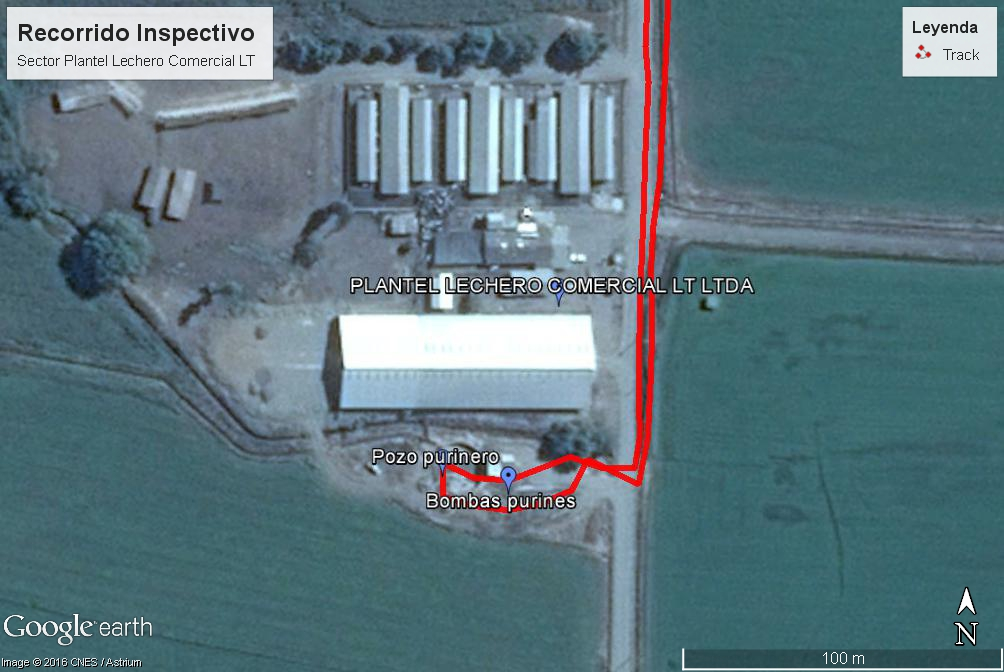 Recorrido Inspectivo
Sector Plantel Lechero Comercial LT
Leyenda
Track
PLANTEL LECHERO COMERCIAL LT LTDA
Pozo purinero
Bombas purines
Google earth
N
Image © 2016 CNES / Astrium
100 m